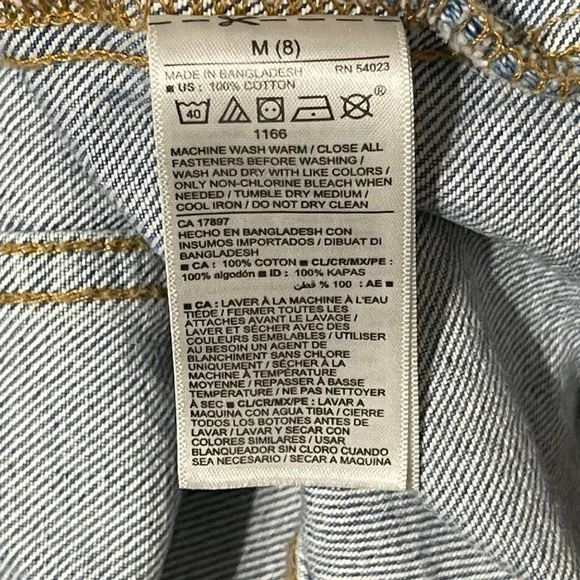 M (8)
MADE IN BANGLADESH RN 54023
■ US : 100% COTTON
40 ®
1166
MACHINE WASH WARM / CLOSE ALL
FASTENERS BEFORE WASHING /
WASH AND DRY WITH LIKE COLORS /
ONLY NON-CHLORINE BLEACH WHEN
NEEDED / TUMBLE DRY MEDIUM /
COOL IRON / DO NOT DRY CLEAN
CA 17897
HECHO EN BANGLADESH CON
INSUMOS IMPORTADOS / DIBUAT DI
BANGLADESH
■ CA : 100% COTON ■ CL/CR/MX/PE :
100% algodón ■ ID : 100% KAPAS
■ AE : 100 % قطن
■ CA : LAVER À LA MACHINE À L'EAU
TIÈDE / FERMER TOUTES LES
ATTACHES AVANT LE LAVAGE /
LAVER ET SÉCHER AVEC DES
COULEURS SEMBLABLES / UTILISER
AU BESOIN UN AGENT DE
BLANCHIMENT SANS CHLORE
UNIQUEMENT / SÉCHER À LA
MACHINE À TEMPÉRATURE
MOYENNE / REPASSER À BASSE
TEMPÉRATURE / NE PAS NETTOYER
À SEC ■ CL/CR/MX/PE : LAVAR A
MAQUINA CON AGUA TIBIA / CIERRE
TODOS LOS BOTONES ANTES DE
LAVAR / LAVAR Y SECAR CON
COLORES SIMILARES / USAR
BLANQUEADOR SIN CLORO CUANDO
SEA NECESARIO / SECAR A MAQUINA